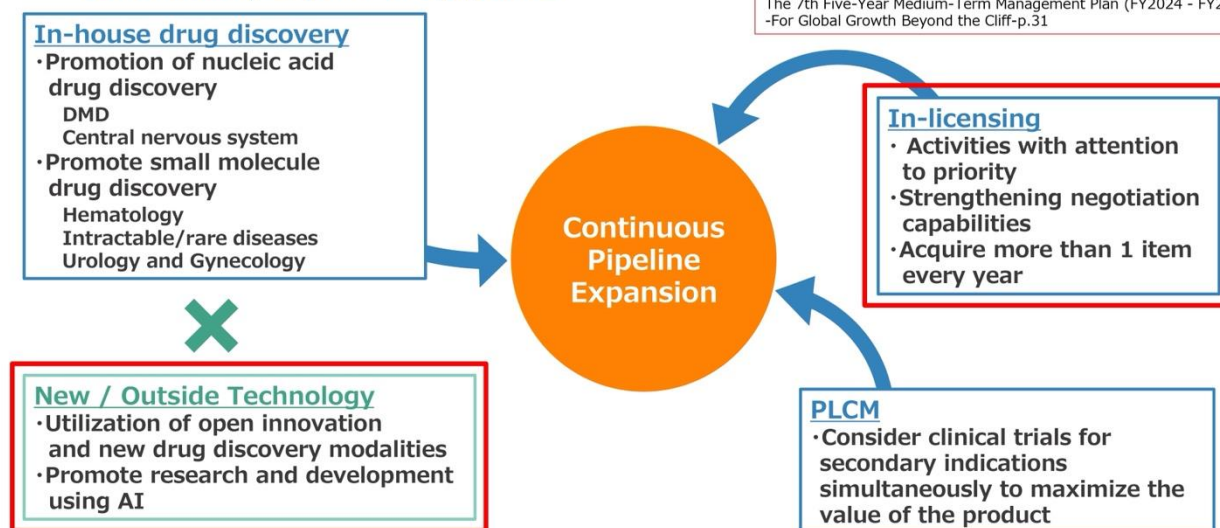 The 7th Five-Year Medium-Term Management Plan (FY2024 - FY2
-For Global Growth Beyond the Cliff-p.31
In-house drug discovery
・Promotion of nucleic acid
drug discovery
DMD
Central nervous system
・Promote small molecule
drug discovery
Hematology
Intractable/rare diseases
Urology and Gynecology
New / Outside Technology
・Utilization of open innovation
and new drug discovery modalities
・Promote research and development
using AI
Continuous
Pipeline
Expansion
In-licensing
・ Activities with attention
to priority
・Strengthening negotiation
capabilities
・Acquire more than 1 item
every year
PLCM
・Consider clinical trials for
secondary indications
simultaneously to maximize the
value of the product